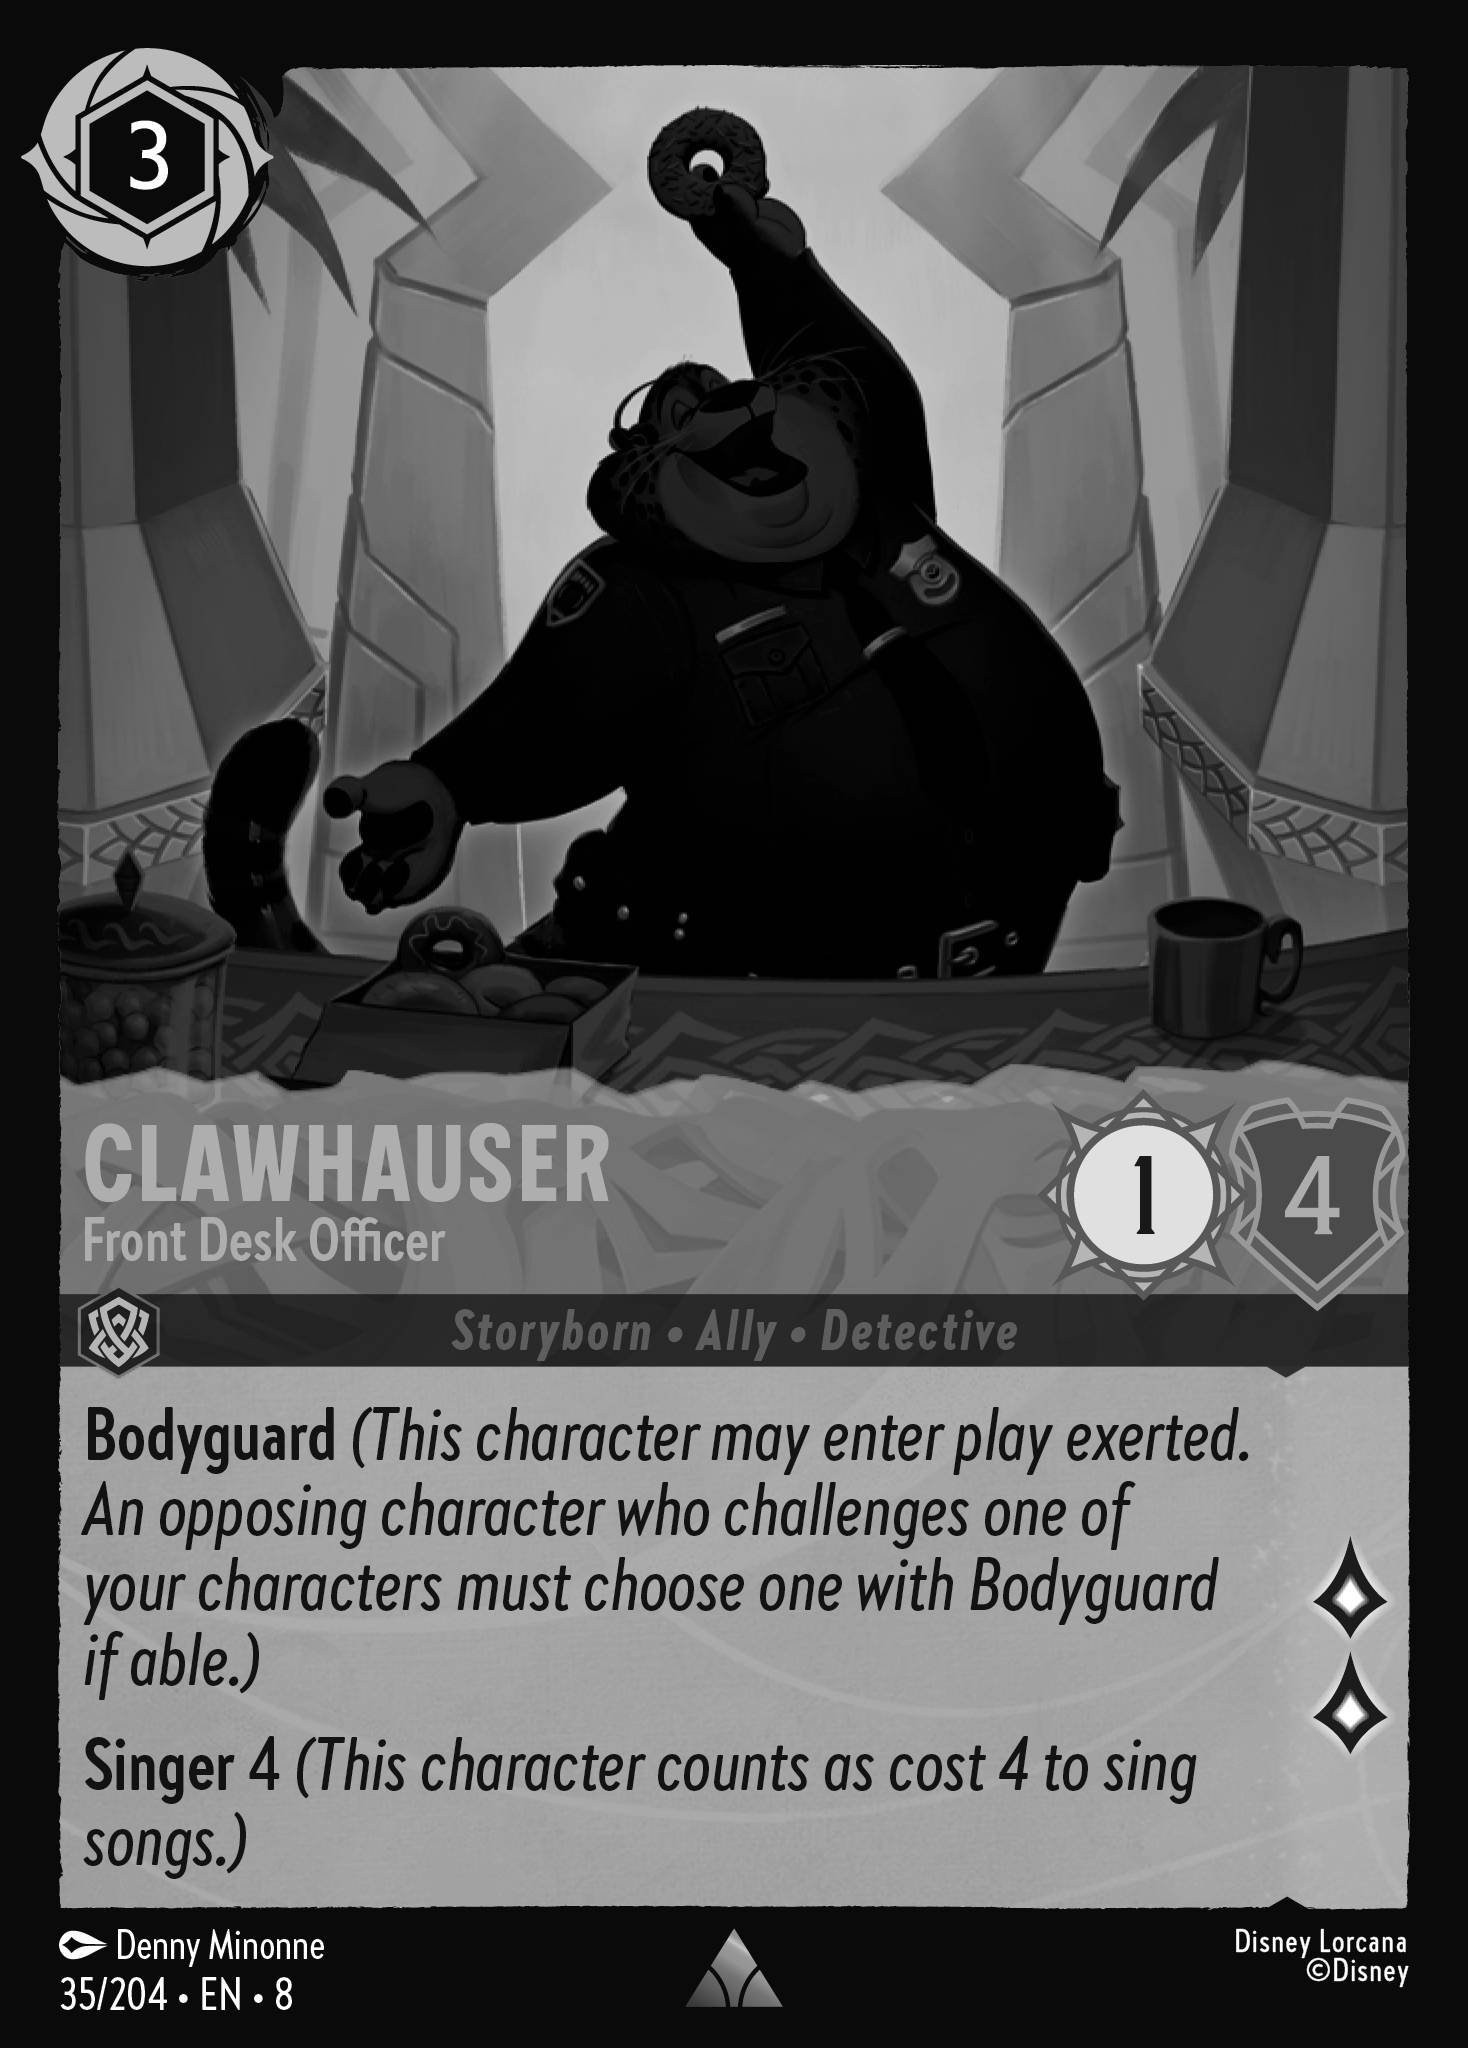 3
CLAWHAUSER
Front Desk Officer
1 4
Storyborn • Ally • Detective
Bodyguard (This character may enter play exerted.
An opposing character who challenges one of
your characters must choose one with Bodyguard
if able.)
Singer 4 (This character counts as cost 4 to sing
songs.)
Denny Minonne
35/204 • EN • 8
Disney Lorcana
©Disney